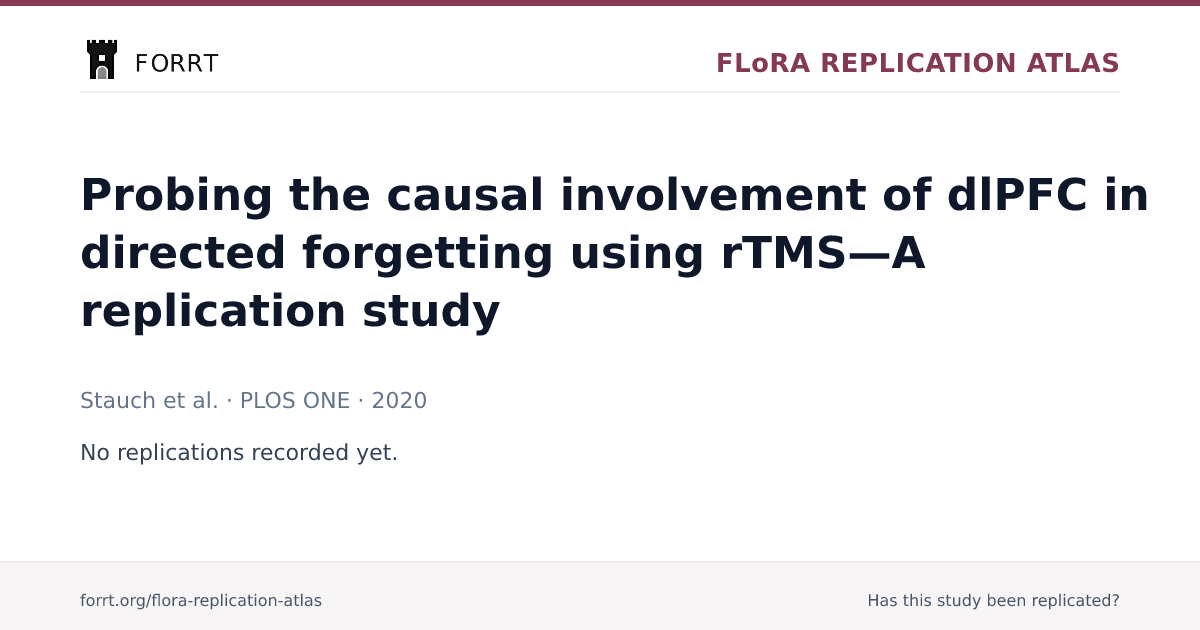 FORRT
FLoRA REPLICATION ATLAS
Probing the causal involvement of dlPFC in
directed forgetting using rTMS—A
replication study
Stauch et al. · PLOS ONE · 2020
No replications recorded yet.
forrt.org/flora-replication-atlas
Has this study been replicated?